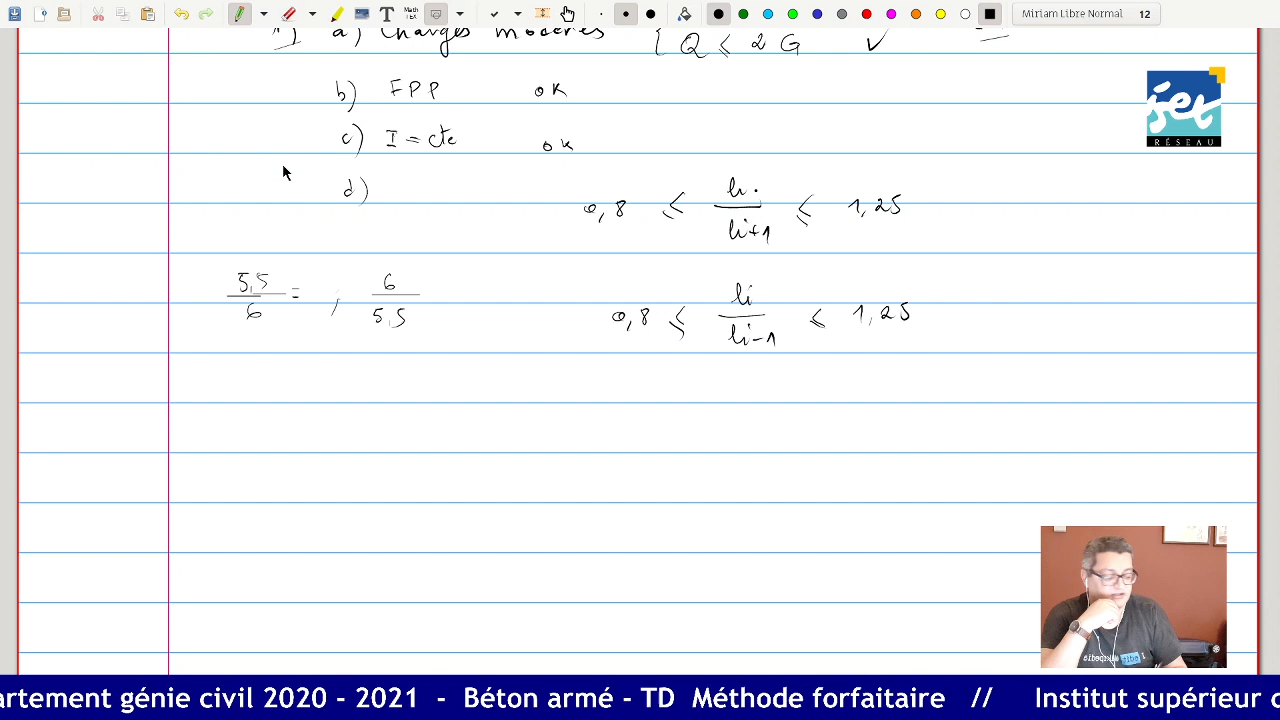 Miriam Libre Normal 12
a) Charges modérées { Q ≤ 2 G ✓
b) FPP OK
c) I = cte OK
d) 0,8 ≤ li / li+1 ≤ 1,25
5,5 / 6 = ; 6 / 5,5 0,8 ≤ li / li-1 ≤ 1,25
iset
RÉSEAU
artement génie civil 2020 - 2021 - Béton armé - TD Méthode forfaitaire // Institut supérieur d